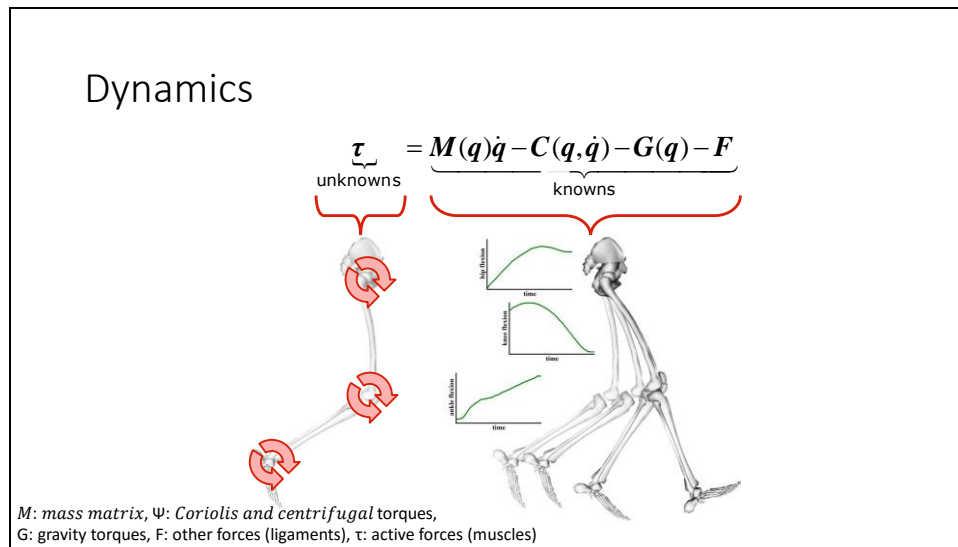 Dynamics
τ = M(q)q̇ − C(q, q̇) − G(q) − F
unknowns knowns
hip flexion
time
knee flexion
time
ankle flexion
time
M: mass matrix, Ψ: Coriolis and centrifugal torques,
G: gravity torques, F: other forces (ligaments), τ: active forces (muscles)